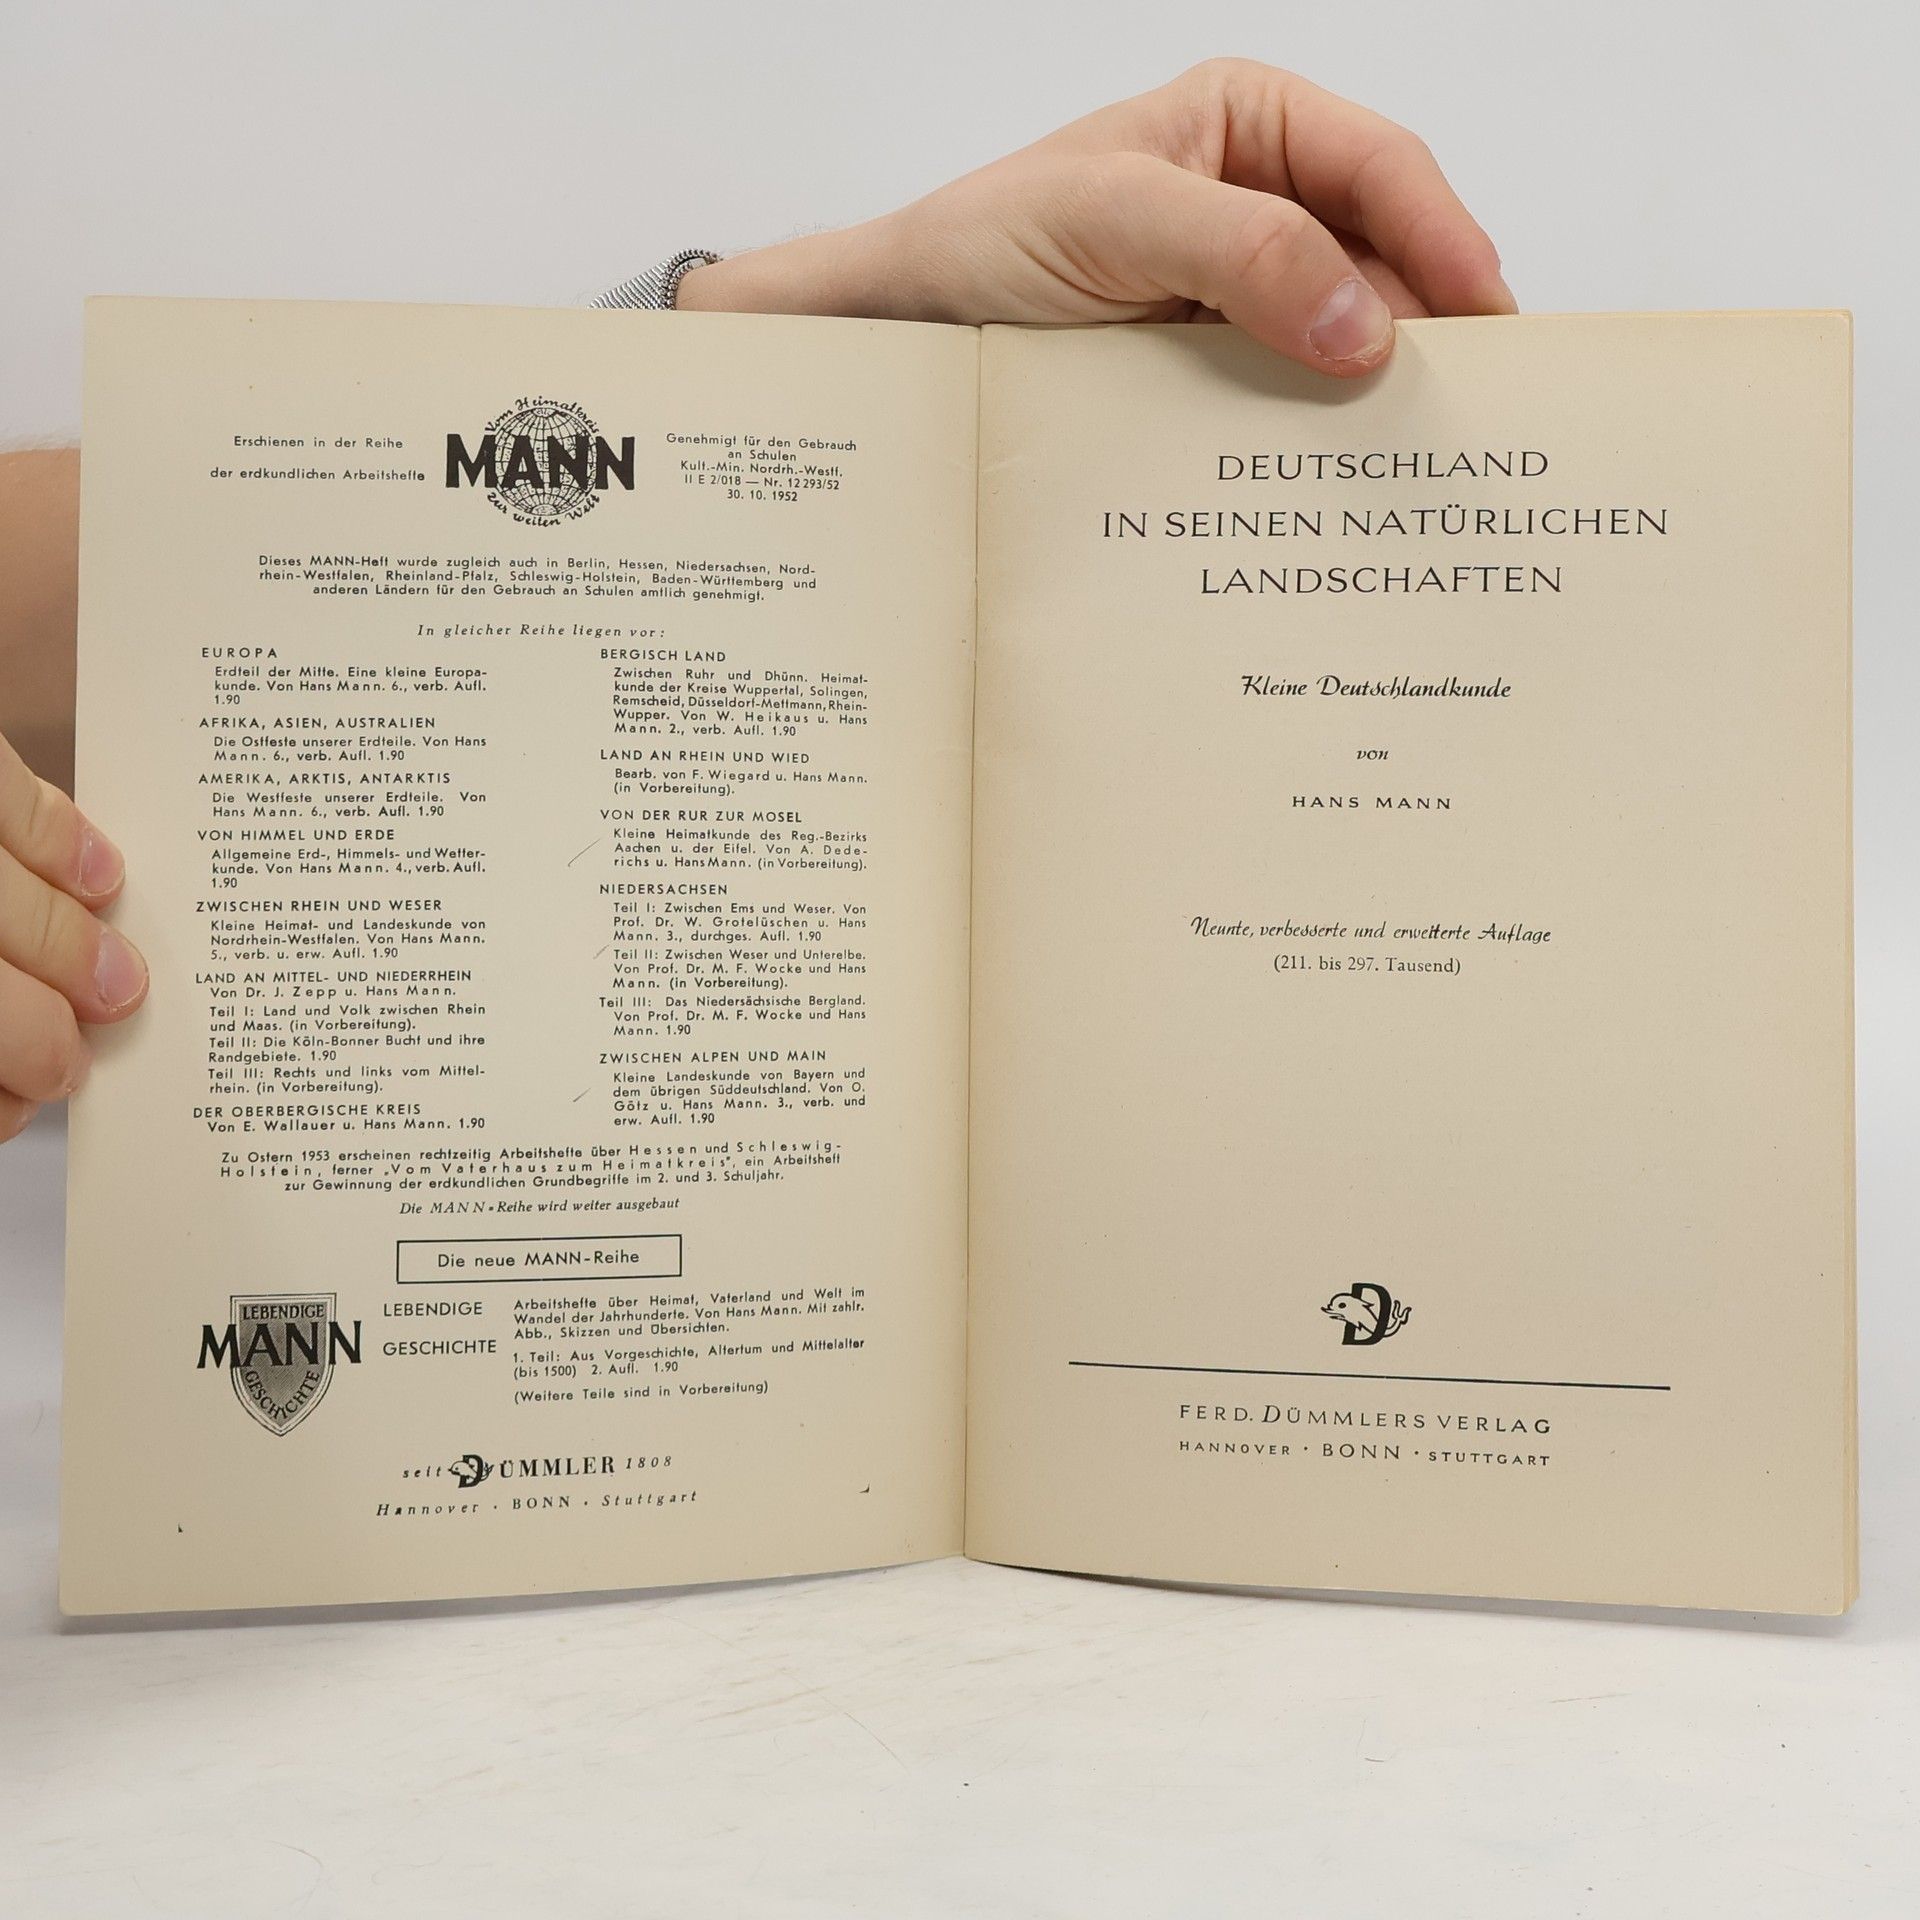 Erschienen in der Reihe
der erdkundlichen Arbeitshefte
Vom Heimatkreis
MANN
zur weiten Welt
Genehmigt für den Gebrauch
an Schulen
Kult.-Min. Nordrh.-Westf.
II E 2/018 — Nr. 12 293/52
30. 10. 1952
Dieses MANN-Heft wurde zugleich auch in Berlin, Hessen, Niedersachsen, Nord-
rhein-Westfalen, Rheinland-Pfalz, Schleswig-Holstein, Baden-Württemberg und
anderen Ländern für den Gebrauch an Schulen amtlich genehmigt.
In gleicher Reihe liegen vor:
EUROPA
Erdteil der Mitte. Eine kleine Europa-
kunde. Von Hans Mann. 6., verb. Aufl.
1.90
AFRIKA, ASIEN, AUSTRALIEN
Die Ostfeste unserer Erdteile. Von Hans
Mann. 6., verb. Aufl. 1.90
AMERIKA, ARKTIS, ANTARKTIS
Die Westfeste unserer Erdteile. Von
Hans Mann. 6., verb. Aufl. 1.90
VON HIMMEL UND ERDE
Allgemeine Erd-, Himmels- und Wetter-
kunde. Von Hans Mann. 4., verb. Aufl.
1.90
ZWISCHEN RHEIN UND WESER
Kleine Heimat- und Landeskunde von
Nordrhein-Westfalen. Von Hans Mann.
5., verb. u. erw. Aufl. 1.90
LAND AN MITTEL- UND NIEDERRHEIN
Von Dr. J. Zepp u. Hans Mann.
Teil I: Land und Volk zwischen Rhein
und Maas. (in Vorbereitung).
Teil II: Die Köln-Bonner Bucht und ihre
Randgebiete. 1.90
Teil III: Rechts und links vom Mittel-
rhein. (in Vorbereitung).
DER OBERBERGISCHE KREIS
Von E. Wallauer u. Hans Mann. 1.90
BERGISCH LAND
Zwischen Ruhr und Dhünn. Heimat-
kunde der Kreise Wuppertal, Solingen,
Remscheid, Düsseldorf-Mettmann, Rhein-
Wupper. Von W. Heikaus u. Hans
Mann. 2., verb. Aufl. 1.90
LAND AN RHEIN UND WIED
Bearb. von F. Wiegard u. Hans Mann.
(in Vorbereitung).
VON DER RUR ZUR MOSEL
Kleine Heimatkunde des Reg.-Bezirks
Aachen u. der Eifel. Von A. Dede-
richs u. Hans Mann. (in Vorbereitung).
NIEDERSACHSEN
Teil I: Zwischen Ems und Weser. Von
Prof. Dr. W. Grotelüschen u. Hans
Mann. 3., durchges. Aufl. 1.90
Teil II: Zwischen Weser und Unterelbe.
Von Prof. Dr. M. F. Wocke und Hans
Mann. (in Vorbereitung).
Teil III: Das Niedersächsische Bergland.
Von Prof. Dr. M. F. Wocke und Hans
Mann. 1.90
ZWISCHEN ALPEN UND MAIN
Kleine Landeskunde von Bayern und
dem übrigen Süddeutschland. Von O.
Götz u. Hans Mann. 3., verb. und
erw. Aufl. 1.90
Zu Ostern 1953 erscheinen rechtzeitig Arbeitshefte über Hessen und Schleswig-
Holstein, ferner „Vom Vaterhaus zum Heimatkreis“, ein Arbeitsheft
zur Gewinnung der erdkundlichen Grundbegriffe im 2. und 3. Schuljahr.
Die MANN-Reihe wird weiter ausgebaut
Die neue MANN-Reihe
LEBENDIGE
MANN
GESCHICHTE
LEBENDIGE
GESCHICHTE
Arbeitshefte über Heimat, Vaterland und Welt im
Wandel der Jahrhunderte. Von Hans Mann. Mit zahlr.
Abb., Skizzen und Übersichten.
1. Teil: Aus Vorgeschichte, Altertum und Mittelalter
(bis 1500) 2. Aufl. 1.90
(Weitere Teile sind in Vorbereitung)
seit DÜMMLER 1808
Hannover · BONN · Stuttgart
DEUTSCHLAND
IN SEINEN NATÜRLICHEN
LANDSCHAFTEN
Kleine Deutschlandkunde
von
HANS MANN
Neunte, verbesserte und erweiterte Auflage
(211. bis 297. Tausend)
D
FERD. DÜMMLERS VERLAG
HANNOVER · BONN · STUTTGART